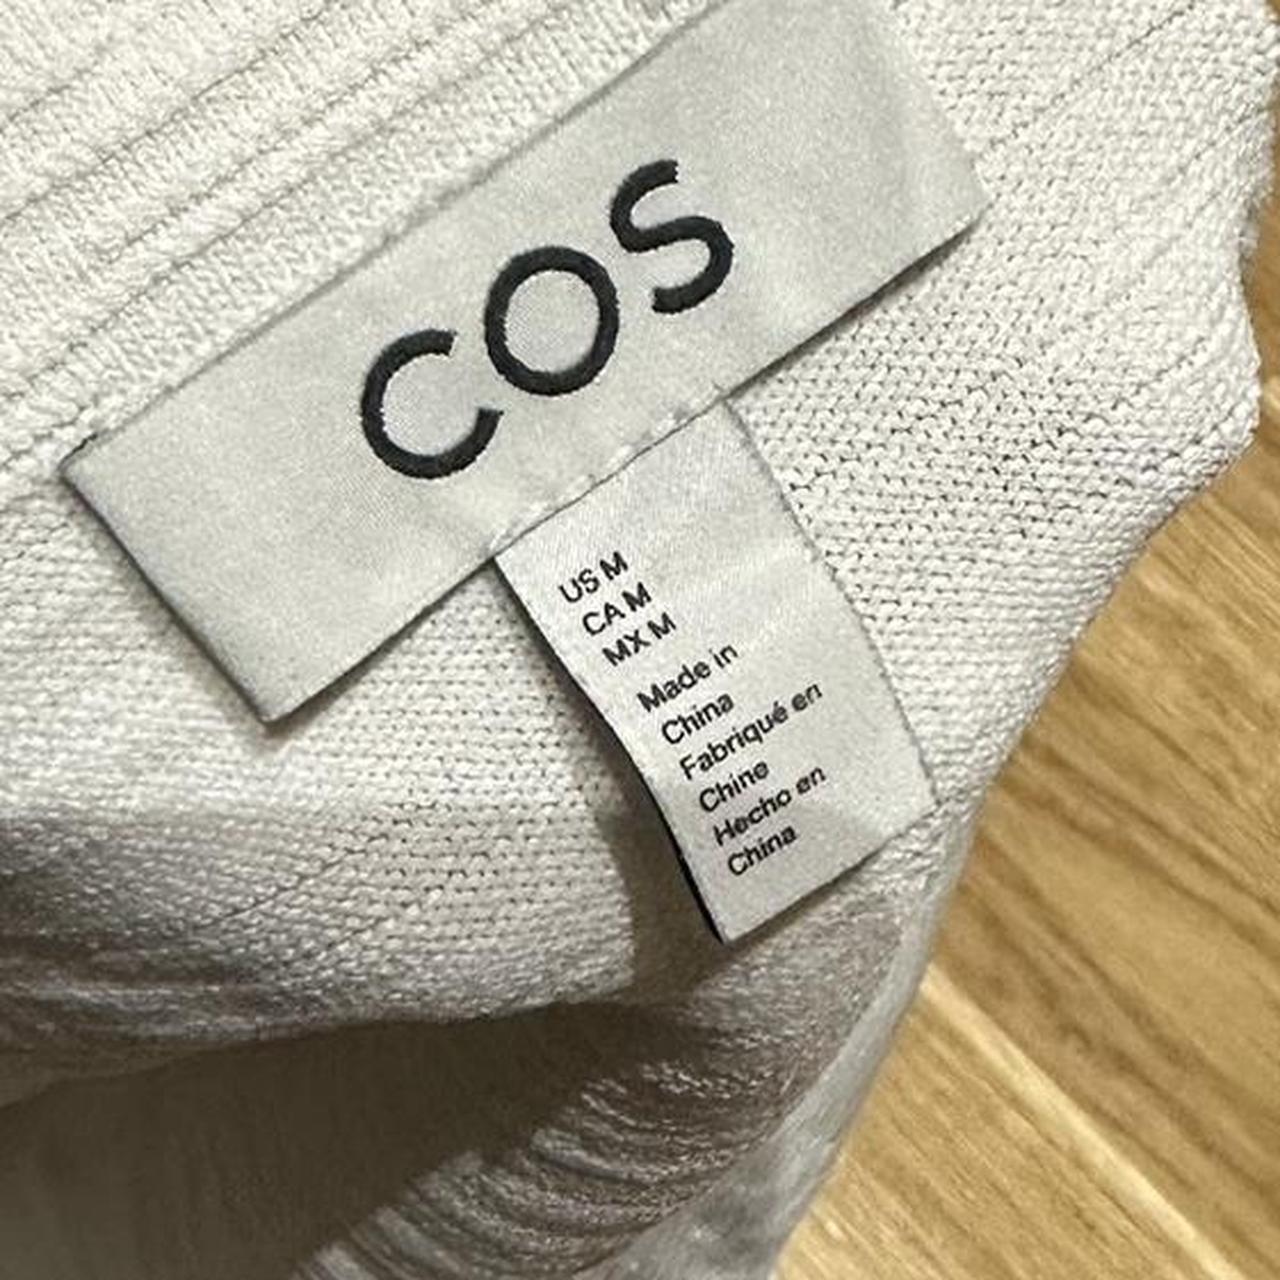 COS
US M
CA M
MX M
Made in
China
Fabriqué en
Chine
Hecho en
China